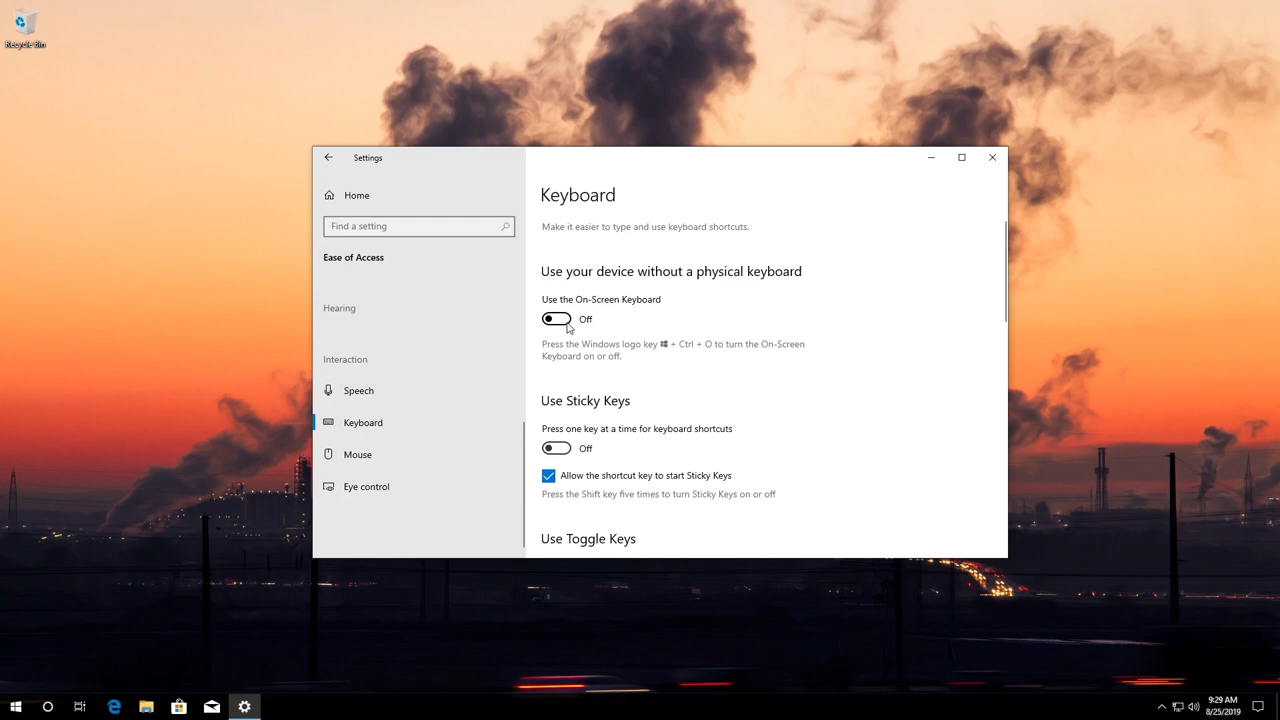 Recycle Bin
Settings
Home
Find a setting
Ease of Access
Hearing
Interaction
Speech
Keyboard
Mouse
Eye control
Keyboard
Make it easier to type and use keyboard shortcuts.
Use your device without a physical keyboard
Use the On-Screen Keyboard
Off
Press the Windows logo key + Ctrl + O to turn the On-Screen
Keyboard on or off.
Use Sticky Keys
Press one key at a time for keyboard shortcuts
Off
Allow the shortcut key to start Sticky Keys
Press the Shift key five times to turn Sticky Keys on or off
Use Toggle Keys
9:29 AM
8/25/2019